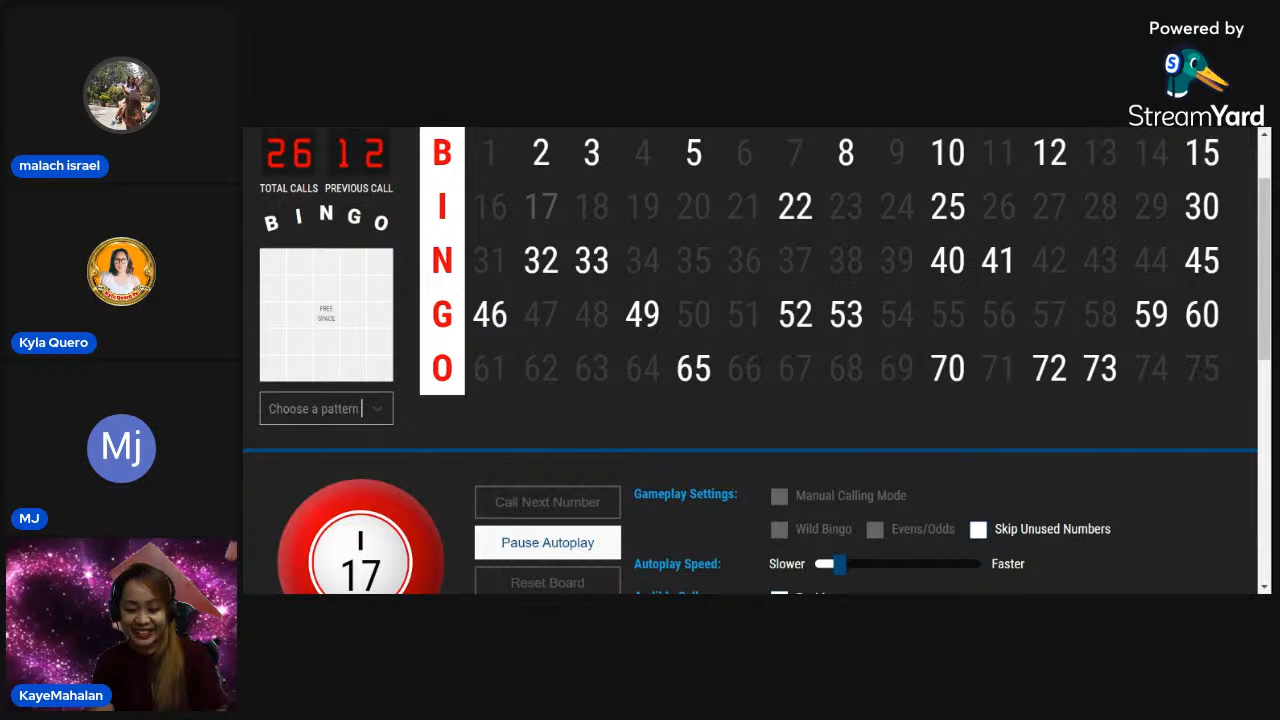 Powered by
S
StreamYard
malach israel
Kyla Quero
Mj
MJ
KayeMahalan
26 12
TOTAL CALLS PREVIOUS CALL
B I N G O
FREE
SPACE
Choose a pattern
B 1 2 3 4 5 6 7 8 9 10 11 12 13 14 15
I 16 17 18 19 20 21 22 23 24 25 26 27 28 29 30
N 31 32 33 34 35 36 37 38 39 40 41 42 43 44 45
G 46 47 48 49 50 51 52 53 54 55 56 57 58 59 60
O 61 62 63 64 65 66 67 68 69 70 71 72 73 74 75
I
17
Call Next Number
Pause Autoplay
Reset Board
Gameplay Settings:
Manual Calling Mode
Wild Bingo Evens/Odds Skip Unused Numbers
Autoplay Speed:
Slower Faster